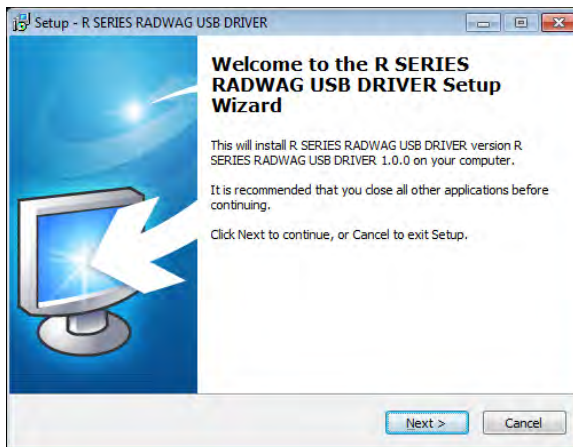 Setup - R SERIES RADWAG USB DRIVER
Welcome to the R SERIES
RADWAG USB DRIVER Setup
Wizard
This will install R SERIES RADWAG USB DRIVER version R
SERIES RADWAG USB DRIVER 1.0.0 on your computer.
It is recommended that you close all other applications before
continuing.
Click Next to continue, or Cancel to exit Setup.
Next >
Cancel